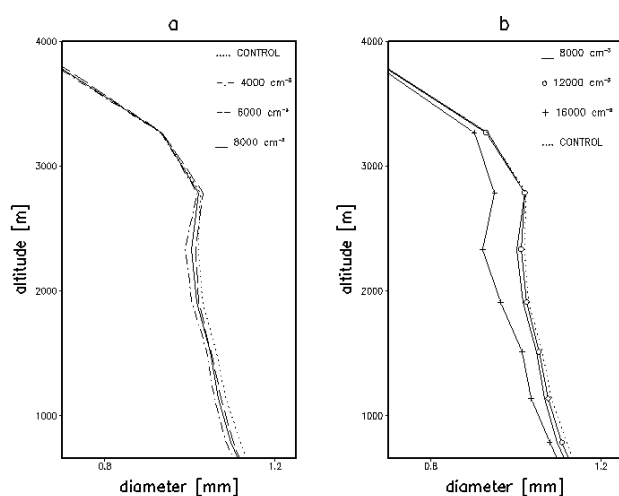 a
4000
3000
2000
1000
altitude [m]
CONTROL
4000 cm⁻³
6000 cm⁻³
8000 cm⁻³
0.8
1.2
diameter [mm]
b
4000
3000
2000
1000
altitude [m]
8000 cm⁻³
12000 cm⁻³
16000 cm⁻³
CONTROL
0.8
1.2
diameter [mm]